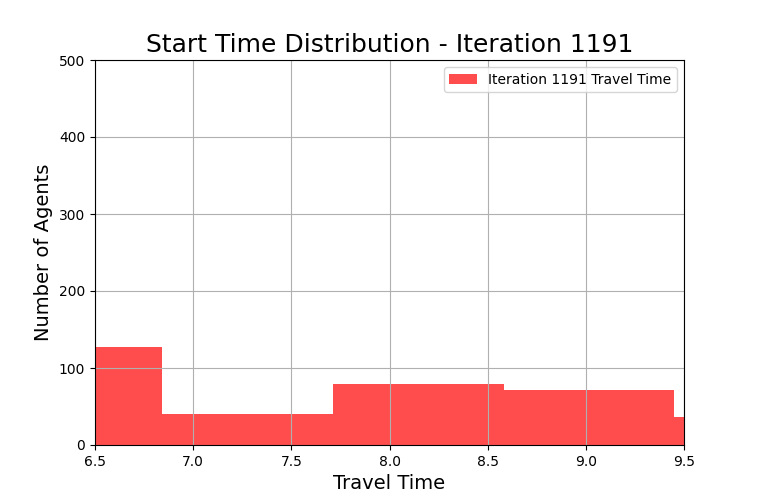 Start Time Distribution - Iteration 1191
Iteration 1191 Travel Time
Number of Agents
500
400
300
200
100
0
6.5 7.0 7.5 8.0 8.5 9.0 9.5
Travel Time